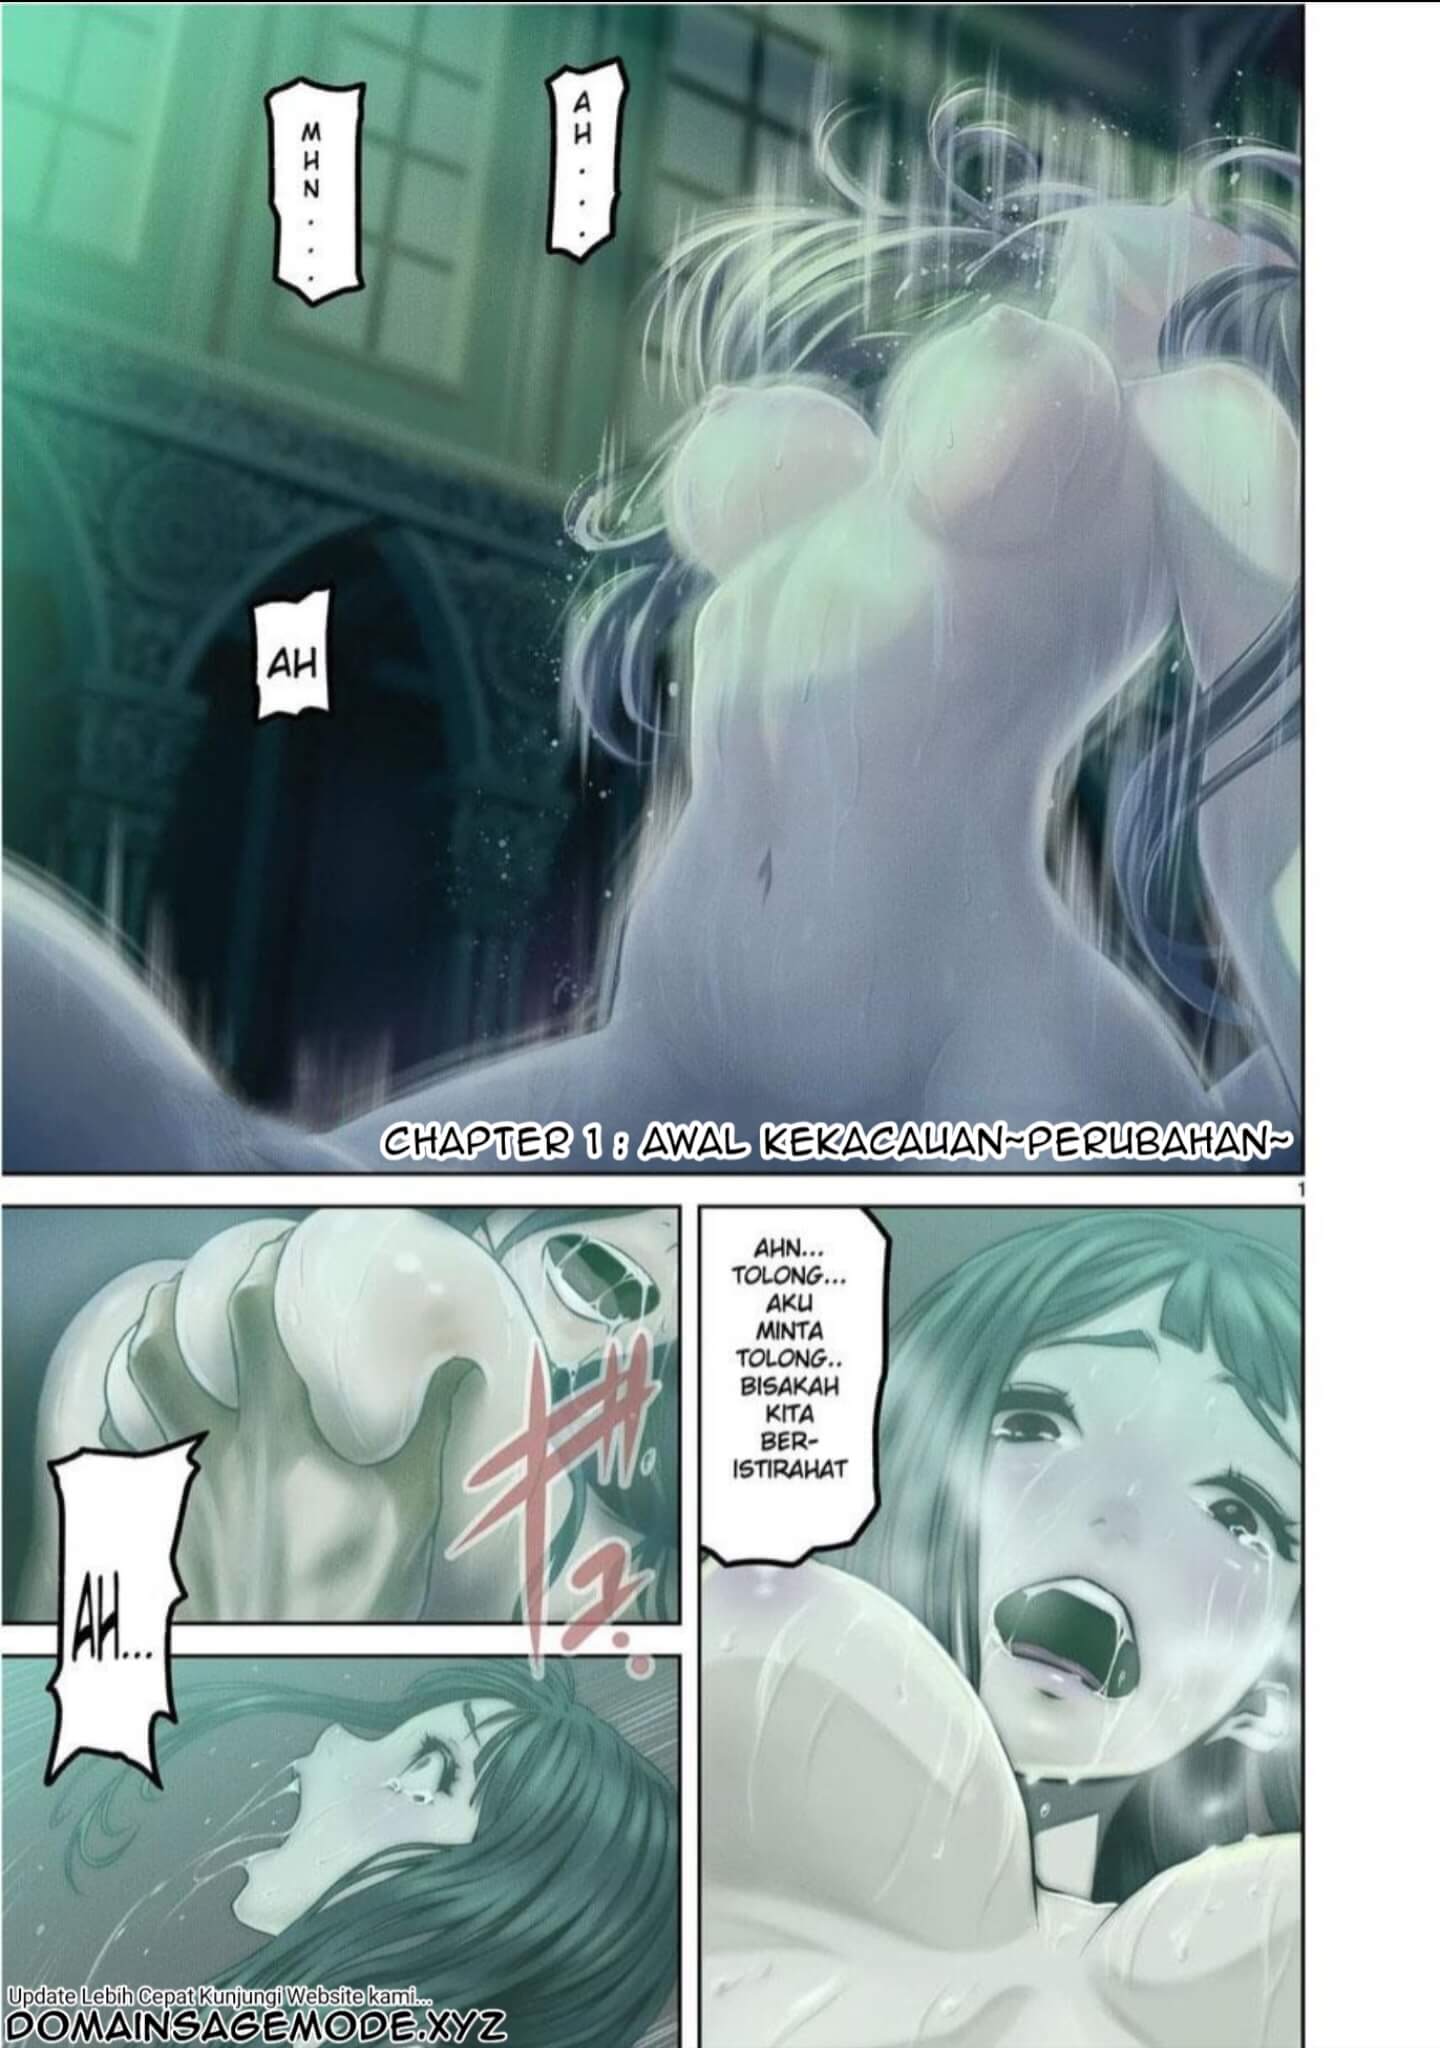 AH....
MHN....
AH
CHAPTER 1 : AWAL KEKACAUAN~PERUBAHAN~
1
AHN...
TOLONG...
AKU
MINTA
TOLONG..
BISAKAH
KITA
BER-
ISTIRAHAT
AH...
Update Lebih Cepat Kunjungi Website kami...
DOMAINSAGEMODE.XYZ